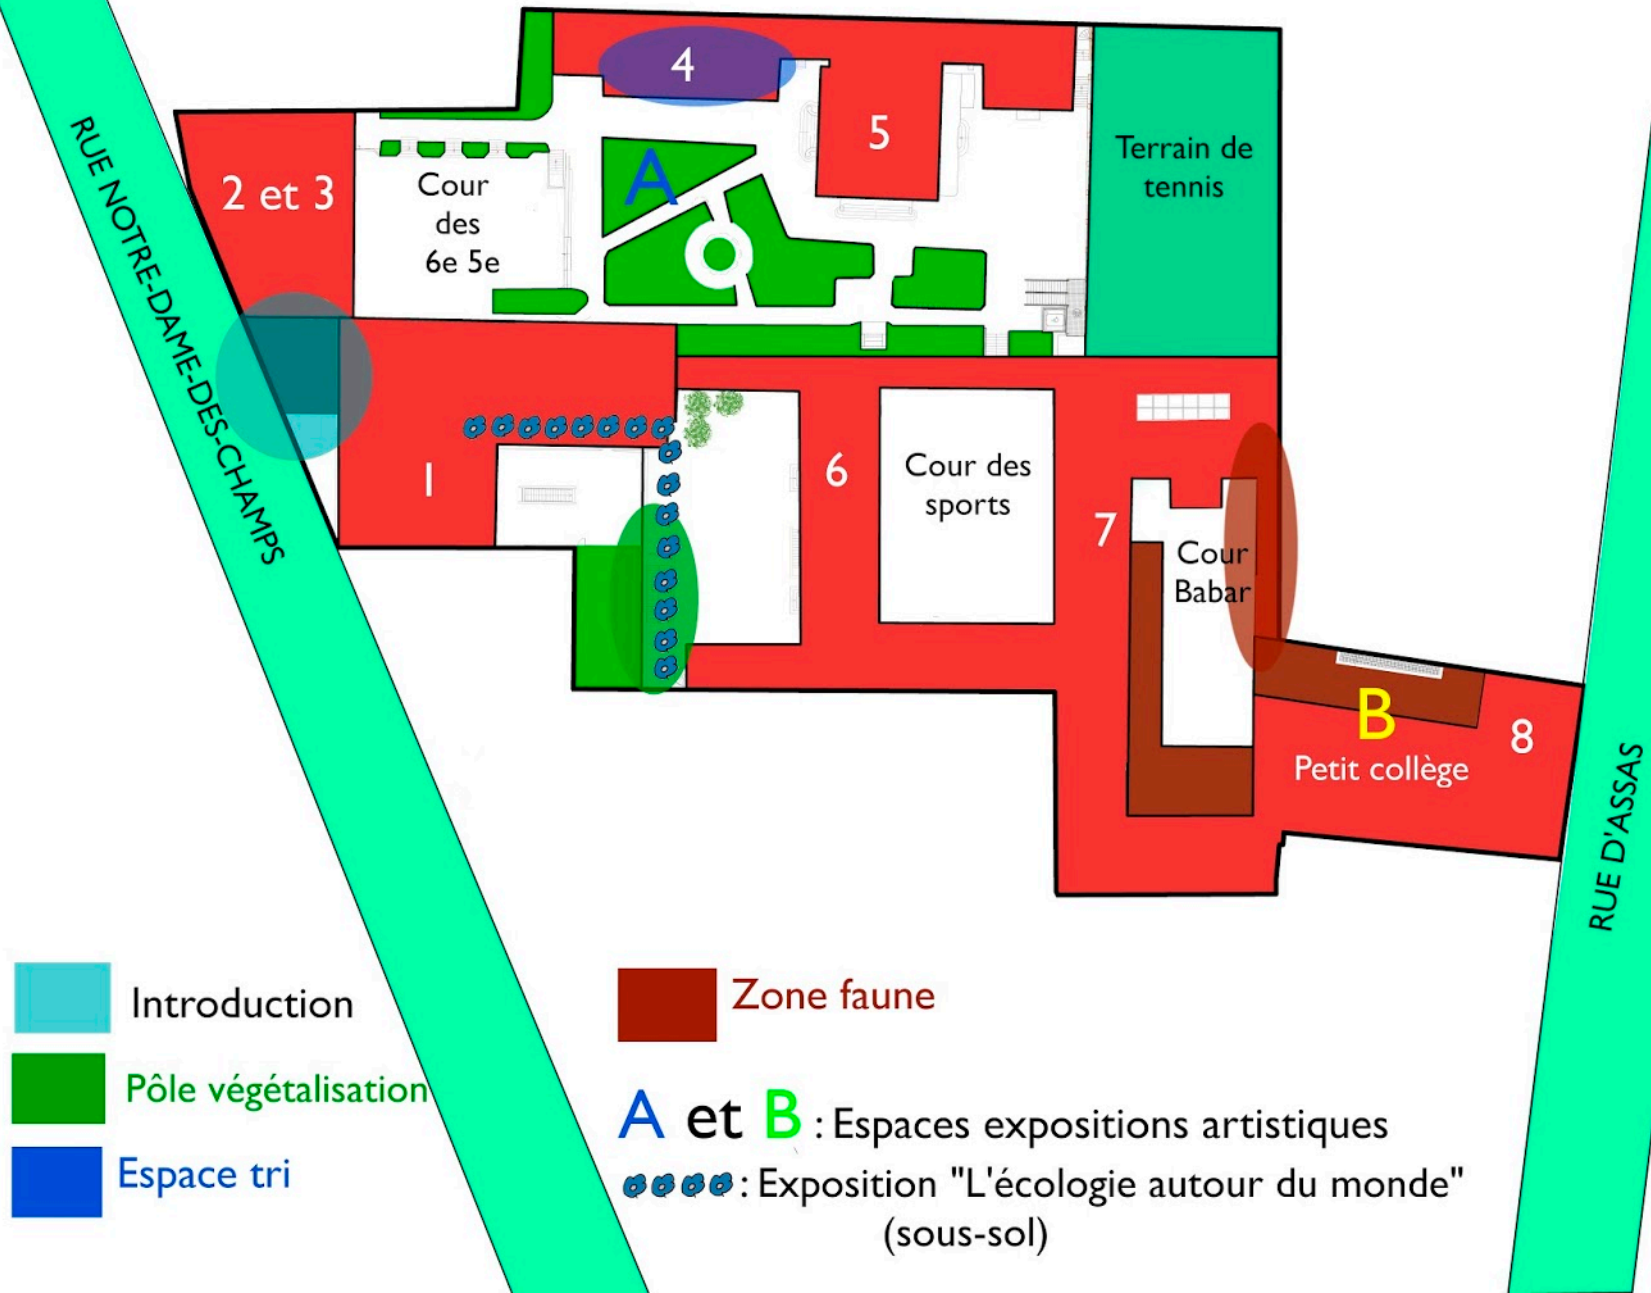 RUE NOTRE-DAME-DES-CHAMPS
2 et 3
Cour
des
6e 5e
4
A
5
Terrain de
tennis
1
6
Cour des
sports
7
Cour
Babar
B
Petit collège
8
RUE D'ASSAS
Introduction
Pôle végétalisation
Espace tri
Zone faune
A et B : Espaces expositions artistiques
: Exposition "L'écologie autour du monde"
(sous-sol)